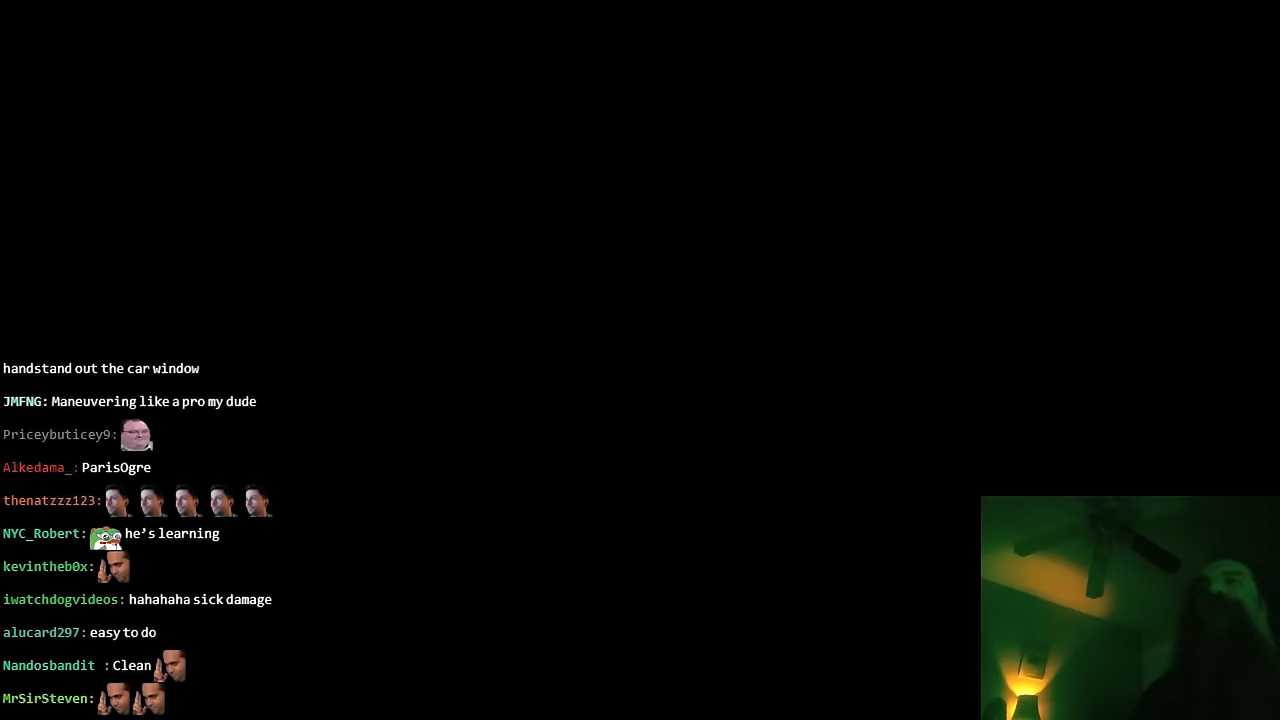 handstand out the car window
JMFNG: Maneuvering like a pro my dude
Priceybuticey9:
Alkedama_: ParisOgre
thenatzzz123:
NYC_Robert: he's learning
kevintheb0x:
iwatchdogvideos: hahahaha sick damage
alucard297: easy to do
Nandosbandit : Clean
MrSirSteven: